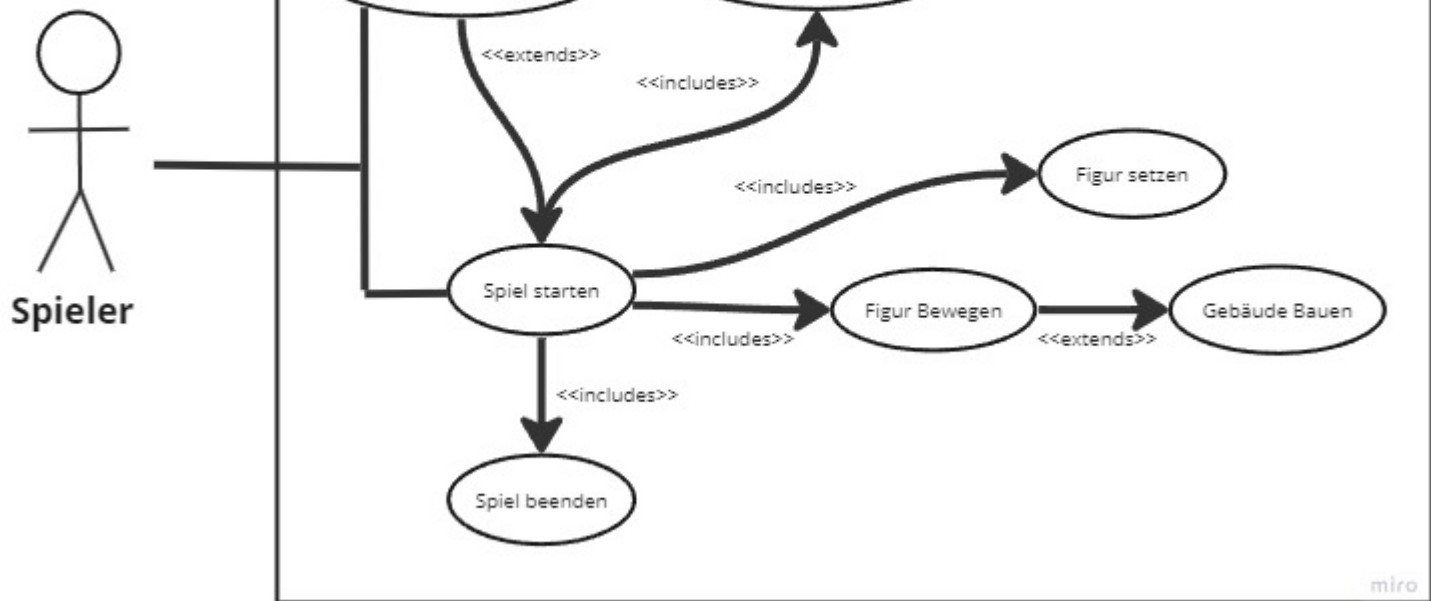 <<extends>>
<<includes>>
<<includes>>
Figur setzen
Spiel starten
Figur Bewegen
Gebäude Bauen
Spieler
<<includes>>
<<extends>>
<<includes>>
Spiel beenden
miro